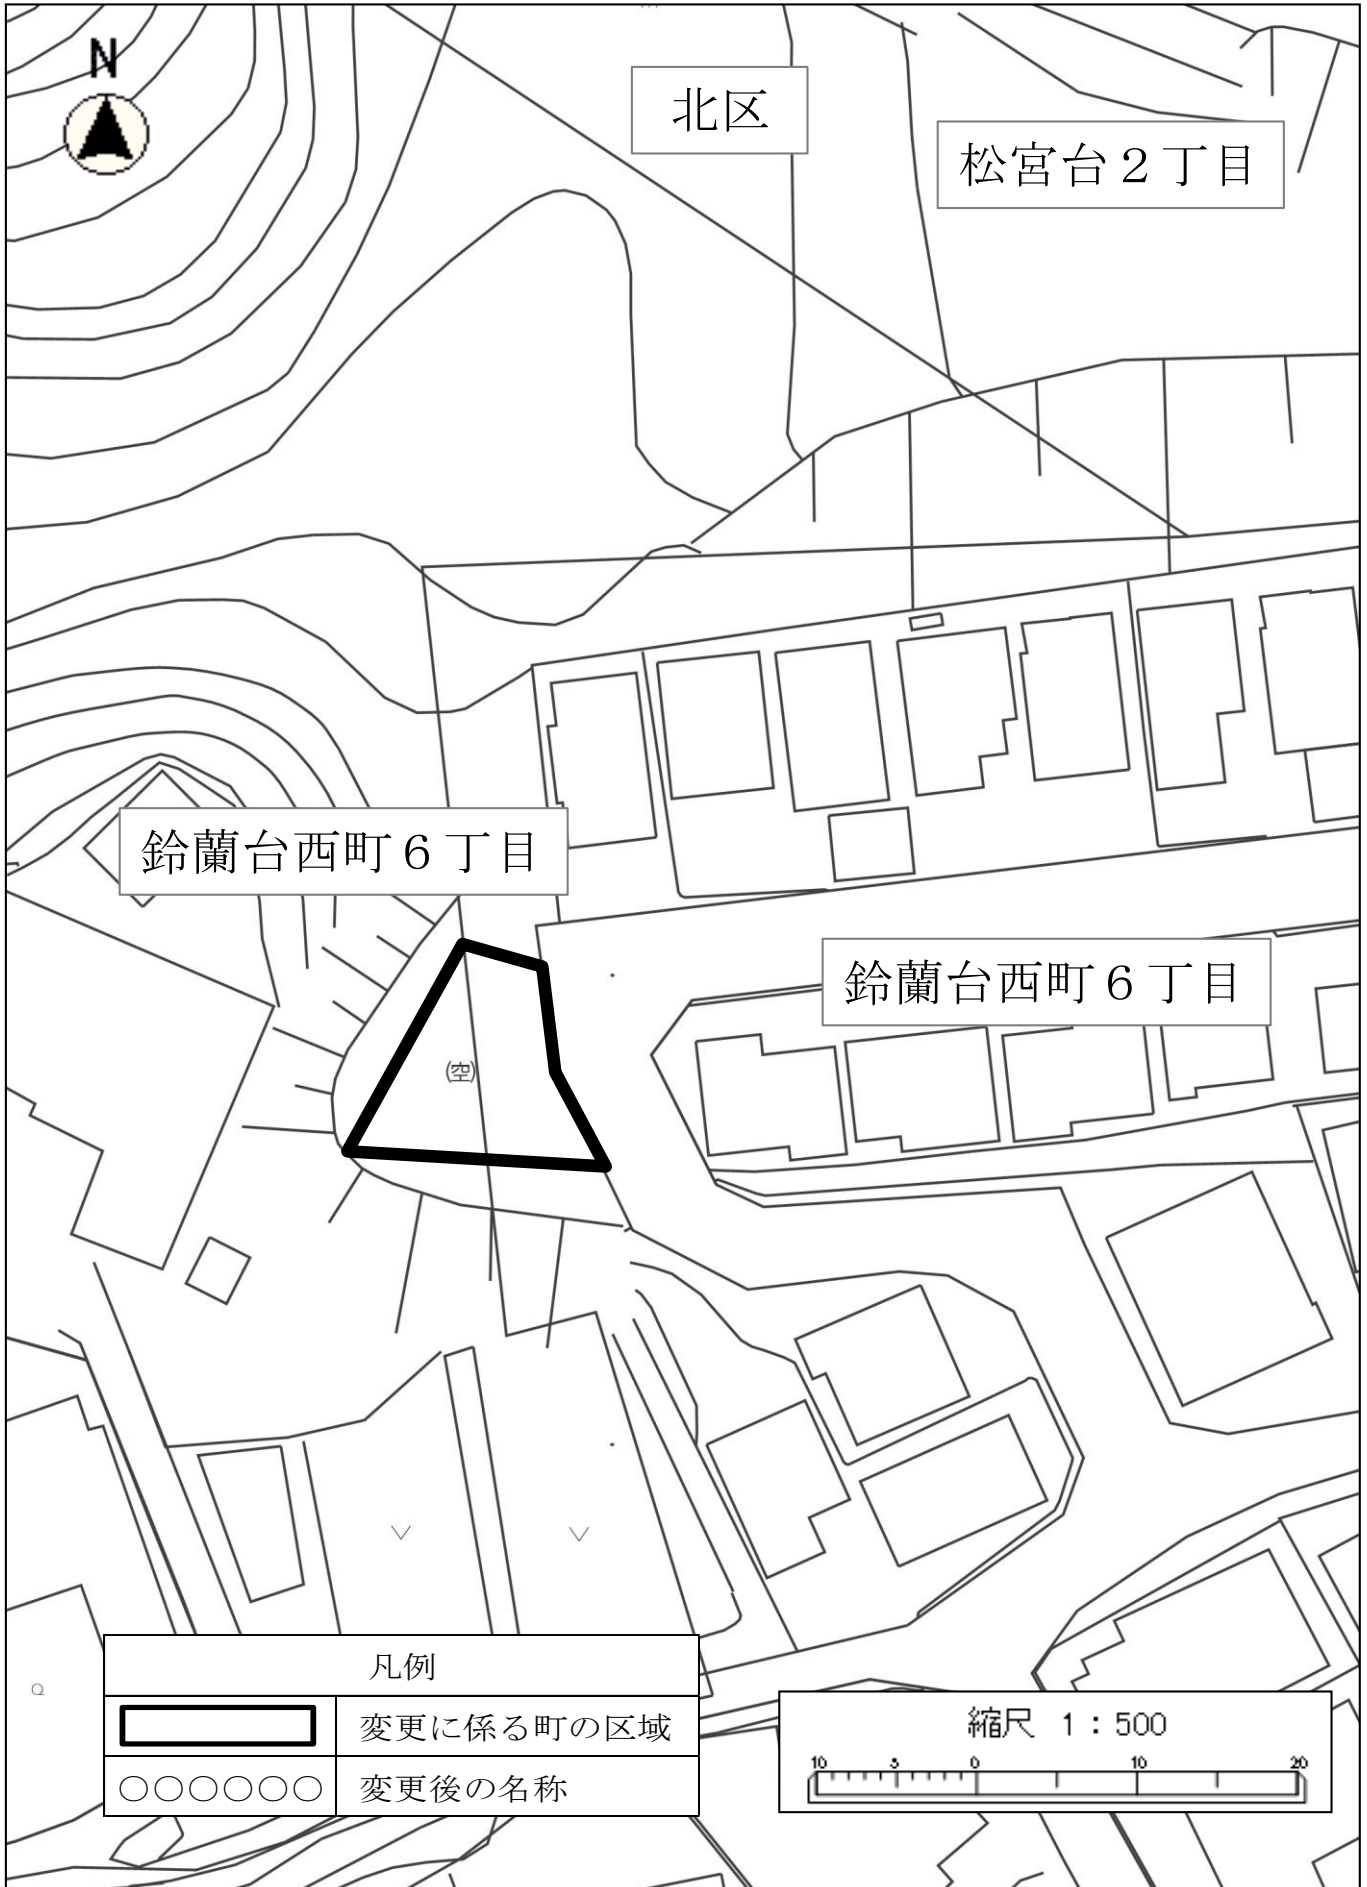 N
北区
松宮台２丁目
鈴蘭台西町６丁目
鈴蘭台西町６丁目
(空)
凡例
変更に係る町の区域
○○○○○○ 変更後の名称
縮尺 1：500
10 5 0 10 20